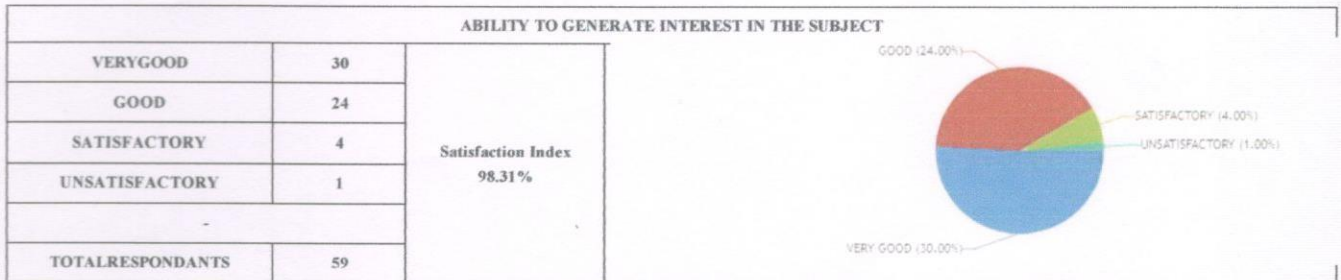 ABILITY TO GENERATE INTEREST IN THE SUBJECT
VERYGOOD 30
GOOD 24
SATISFACTORY 4
UNSATISFACTORY 1
-
TOTALRESPONDANTS 59
Satisfaction Index
98.31%
GOOD (24.00%)
SATISFACTORY (4.00%)
UNSATISFACTORY (1.00%)
VERY GOOD (30.00%)